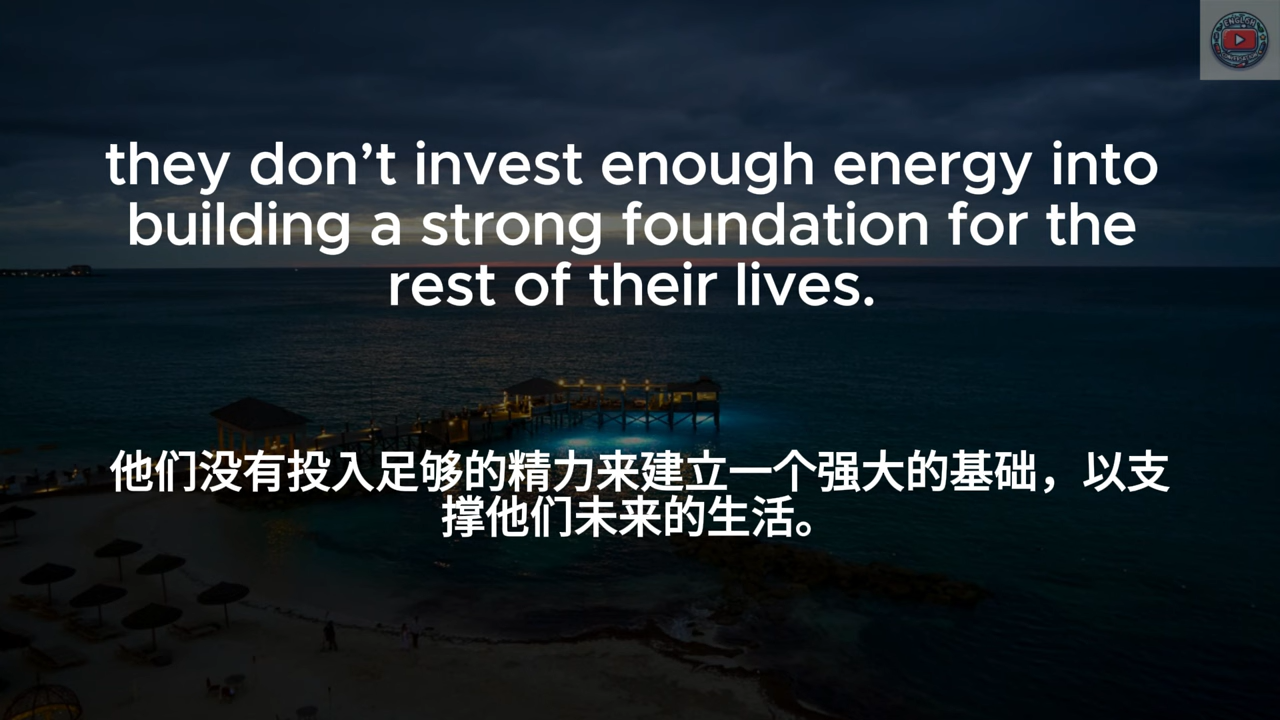 they don’t invest enough energy into
building a strong foundation for the
rest of their lives.
他们没有投入足够的精力来建立一个强大的基础，以支
撑他们未来的生活。
ENGLISH